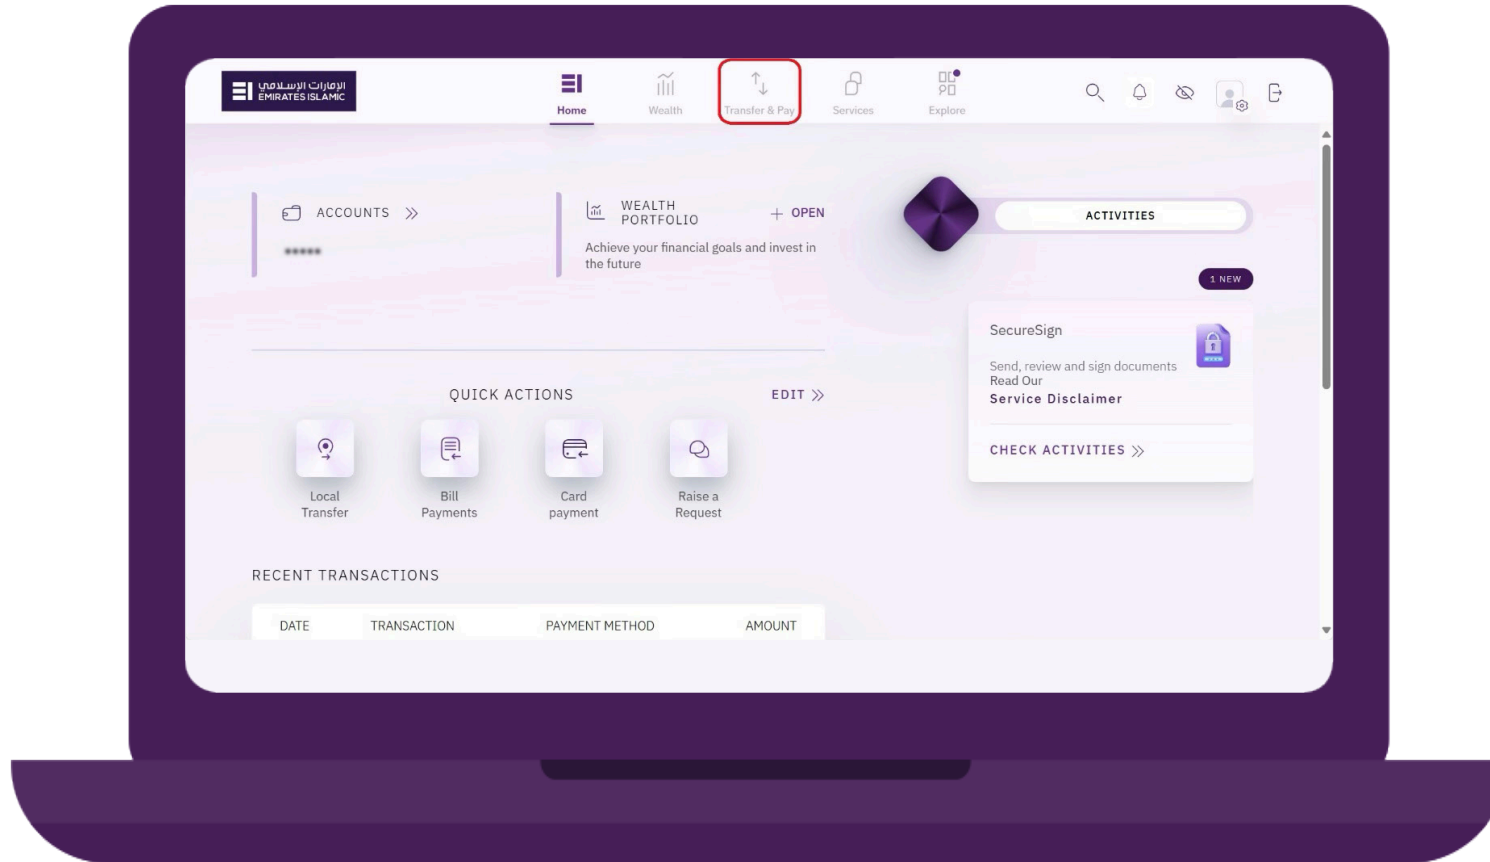 الإمارات الإسلامي
EMIRATES ISLAMIC
Home
Wealth
Transfer & Pay
Services
Explore
ACCOUNTS
*****
WEALTH
PORTFOLIO
+ OPEN
Achieve your financial goals and invest in
the future
ACTIVITIES
1 NEW
SecureSign
Send, review and sign documents
Read Our
Service Disclaimer
CHECK ACTIVITIES
QUICK ACTIONS
EDIT
Local
Transfer
Bill
Payments
Card
payment
Raise a
Request
RECENT TRANSACTIONS
DATE TRANSACTION PAYMENT METHOD AMOUNT